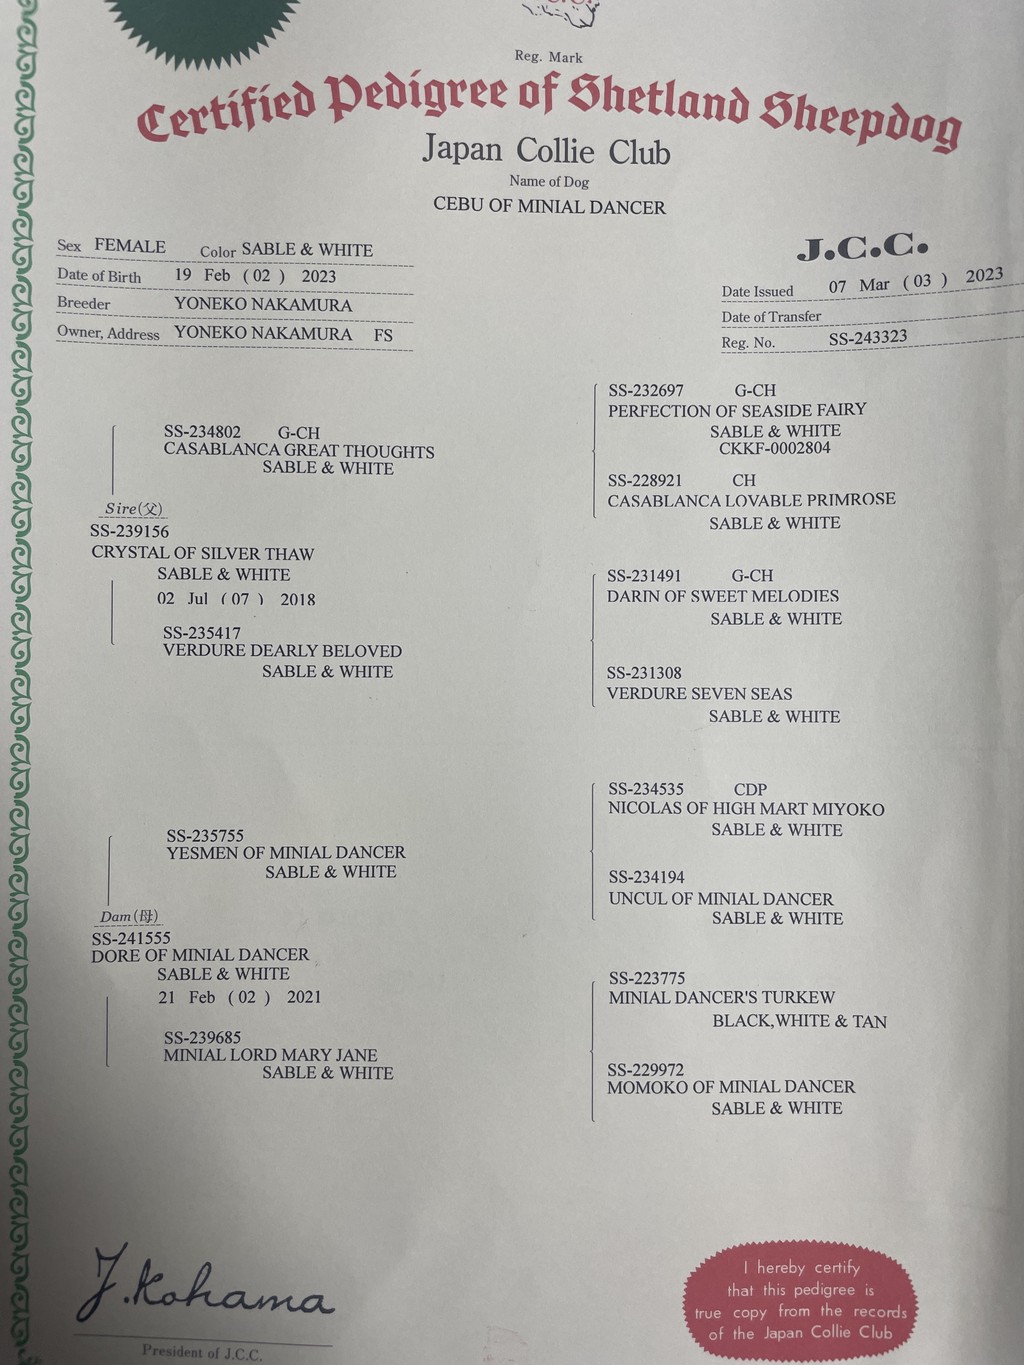 Reg. Mark
Certified Pedigree of Shetland Sheepdog
Japan Collie Club
Name of Dog
CEBU OF MINIAL DANCER
Sex FEMALE Color SABLE & WHITE
Date of Birth 19 Feb (02) 2023
Breeder YONEKO NAKAMURA
Owner, Address YONEKO NAKAMURA FS
J.C.C.
Date Issued 07 Mar (03) 2023
Date of Transfer
Reg. No. SS-243323
SS-234802 G-CH
CASABLANCA GREAT THOUGHTS
SABLE & WHITE
Sire(父)
SS-239156
CRYSTAL OF SILVER THAW
SABLE & WHITE
02 Jul (07) 2018
SS-235417
VERDURE DEARLY BELOVED
SABLE & WHITE
SS-232697 G-CH
PERFECTION OF SEASIDE FAIRY
SABLE & WHITE
CKKF-0002804
SS-228921 CH
CASABLANCA LOVABLE PRIMROSE
SABLE & WHITE
SS-231491 G-CH
DARIN OF SWEET MELODIES
SABLE & WHITE
SS-231308
VERDURE SEVEN SEAS
SABLE & WHITE
SS-235755
YESMEN OF MINIAL DANCER
SABLE & WHITE
Dam(母)
SS-241555
DORE OF MINIAL DANCER
SABLE & WHITE
21 Feb (02) 2021
SS-239685
MINIAL LORD MARY JANE
SABLE & WHITE
SS-234535 CDP
NICOLAS OF HIGH MART MIYOKO
SABLE & WHITE
SS-234194
UNCUL OF MINIAL DANCER
SABLE & WHITE
SS-223775
MINIAL DANCER'S TURKEW
BLACK,WHITE & TAN
SS-229972
MOMOKO OF MINIAL DANCER
SABLE & WHITE
J. Kohama
President of J.C.C.
I hereby certify
that this pedigree is
true copy from the records
of the Japan Collie Club